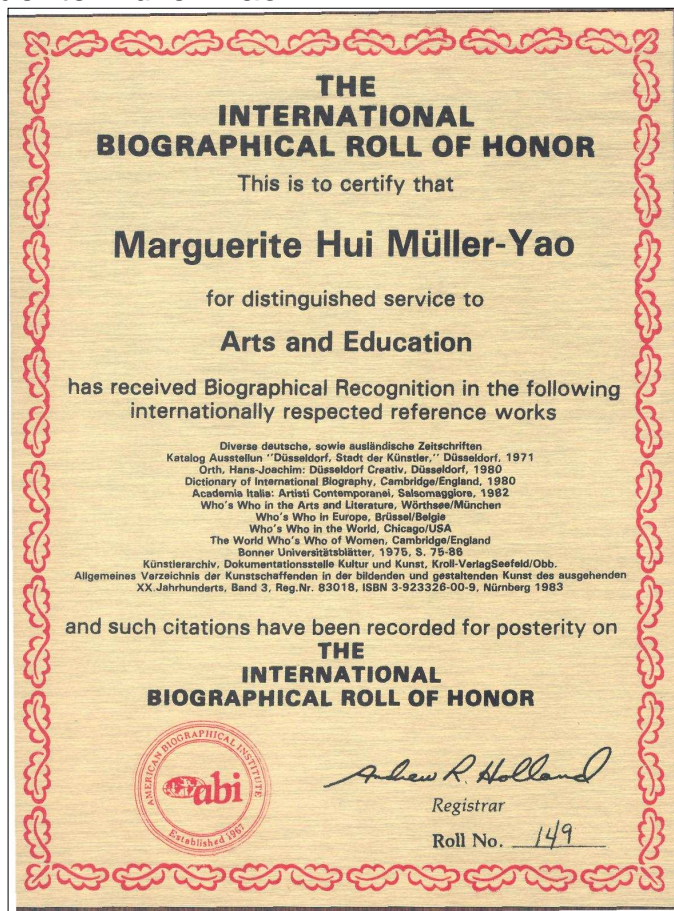 THE
INTERNATIONAL
BIOGRAPHICAL ROLL OF HONOR
This is to certify that
Marguerite Hui Müller-Yao
for distinguished service to
Arts and Education
has received Biographical Recognition in the following
internationally respected reference works
Diverse deutsche, sowie ausländische Zeitschriften
Katalog Ausstellun "Düsseldorf, Stadt der Künstler," Düsseldorf, 1971
Orth, Hans-Joachim: Düsseldorf Creativ, Düsseldorf, 1980
Dictionary of International Biography, Cambridge/England, 1980
Academia Italia: Artisti Contemporanei, Salsomaggiore, 1982
Who's Who in the Arts and Literature, Wörthsee/München
Who's Who in Europe, Brüssel/Belgie
Who's Who in the World, Chicago/USA
The World Who's Who of Women, Cambridge/England
Bonner Universitätsblätter, 1975, S. 75-86
Künstlerarchiv, Dokumentationsstelle Kultur und Kunst, Kroll-VerlagSeefeld/Obb.
Allgemeines Verzeichnis der Kunstschaffenden in der bildenden und gestaltenden Kunst des ausgehenden
XX.Jahrhunderts, Band 3, Reg.Nr. 83018, ISBN 3-923326-00-9, Nürnberg 1983
and such citations have been recorded for posterity on
THE
INTERNATIONAL
BIOGRAPHICAL ROLL OF HONOR
AMERICAN BIOGRAPHICAL INSTITUTE
abi
Established 1967
Andrew R. Holland
Registrar
Roll No. 149